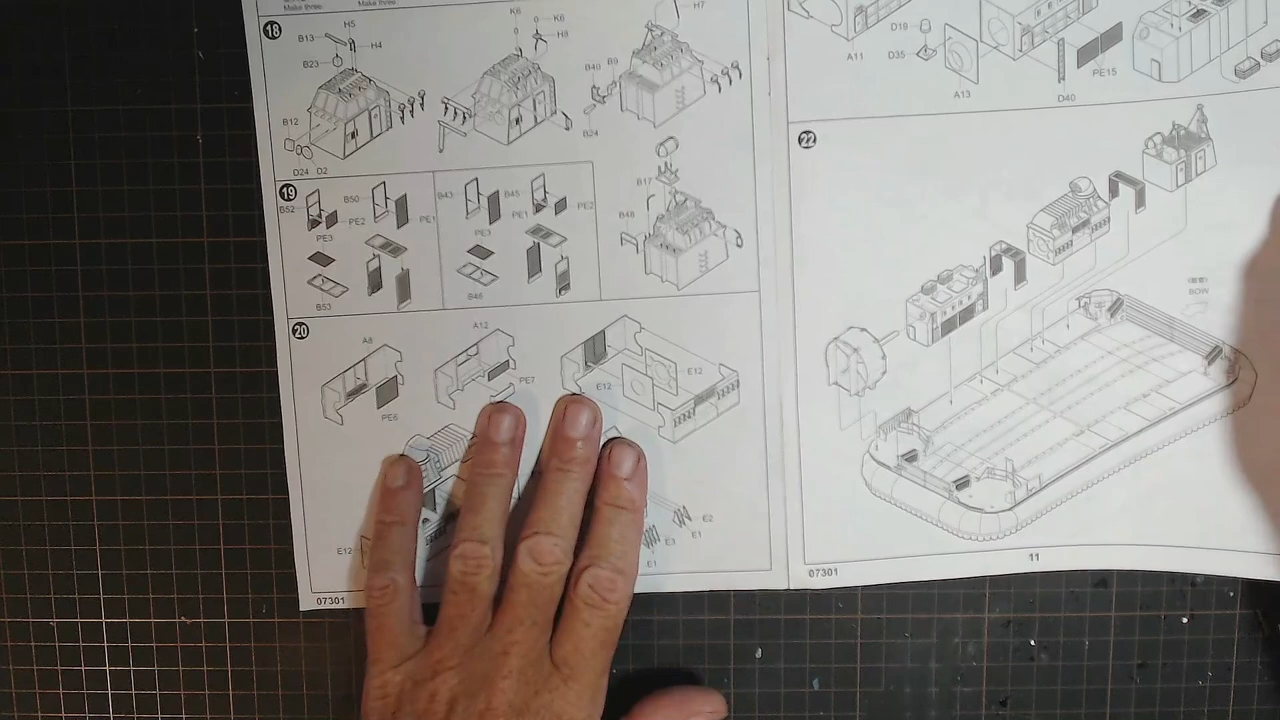 Make three
Make three
18
H5
B13
H4
B23
B12
D24 D2
K6
K6
H8
H7
B40
B9
B24
B17
B48
19
B52
B50
PE1
PE2
PE3
B53
B43
B45
PE1
PE2
PE3
B46
20
A8
PE6
A12
PE7
E12
E12
E12
E2
E1
E3
E1
07301
A11
D19
D35
A13
D40
PE15
22
BOW
07301
11